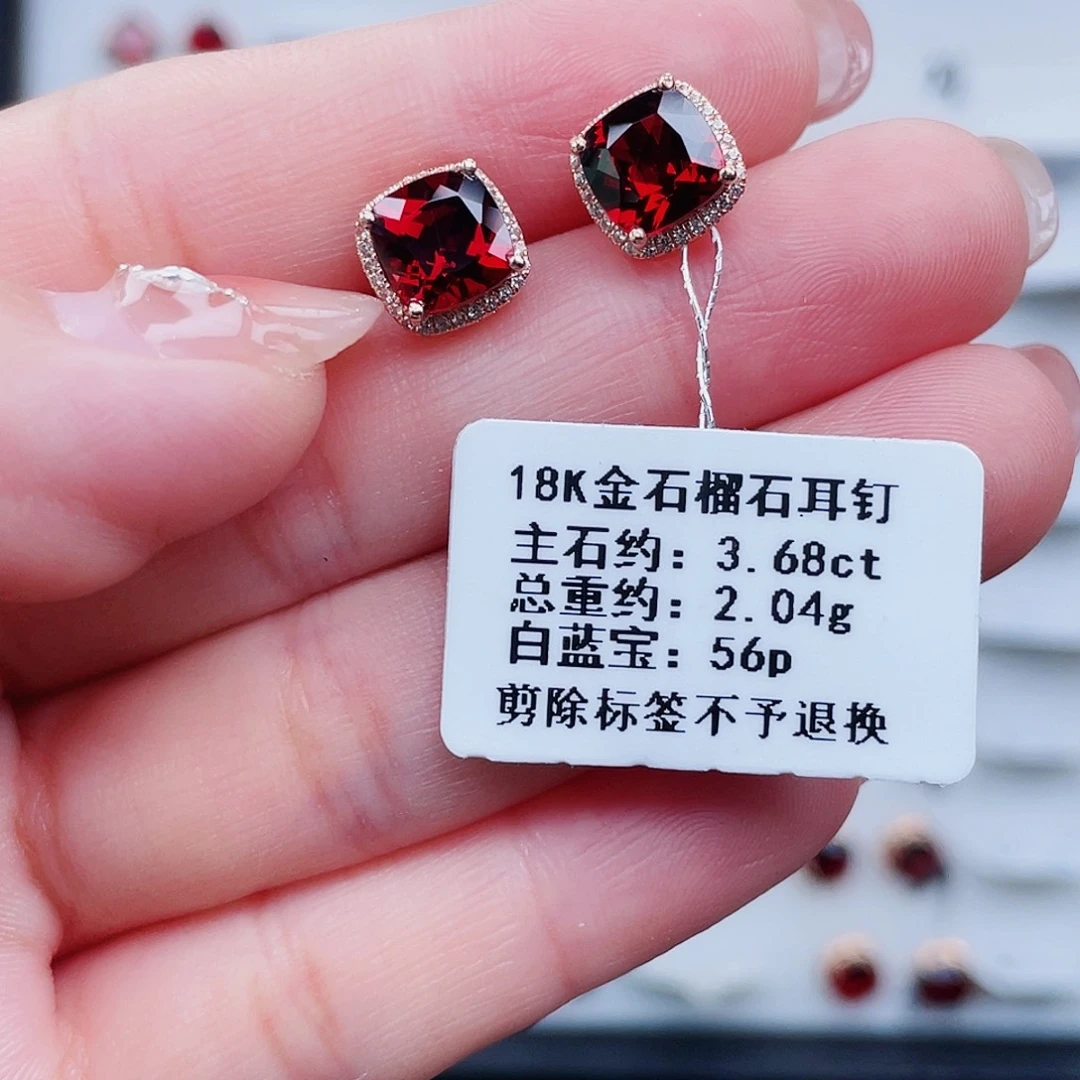 18K金石榴石耳钉
主石约：3.68ct
总重约：2.04g
白蓝宝：56p
剪除标签不予退换